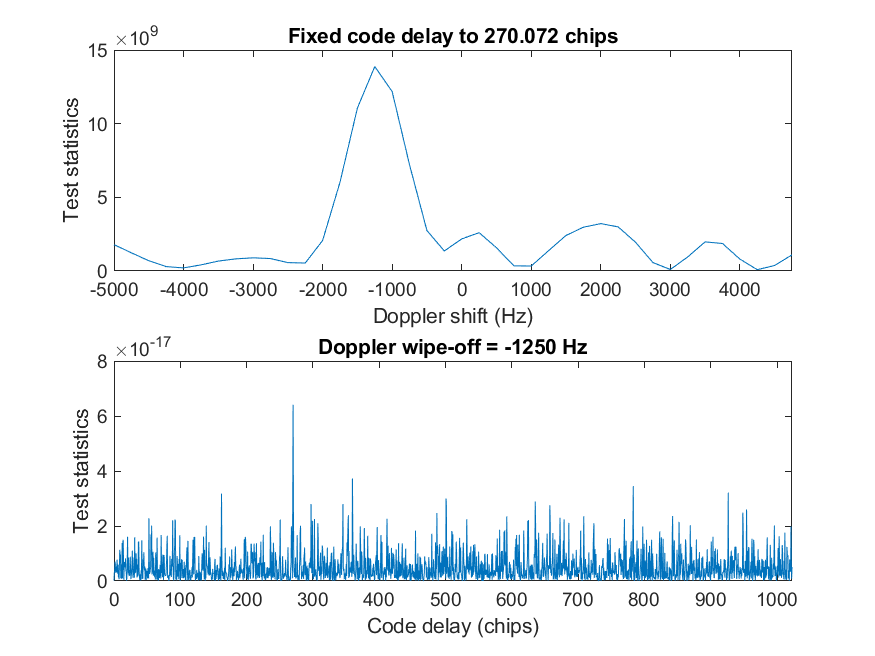 ×10⁹
Fixed code delay to 270.072 chips
15
10
5
0
Test statistics
-5000 -4000 -3000 -2000 -1000 0 1000 2000 3000 4000
Doppler shift (Hz)
×10⁻¹⁷
Doppler wipe-off = -1250 Hz
8
6
4
2
0
Test statistics
0 100 200 300 400 500 600 700 800 900 1000
Code delay (chips)